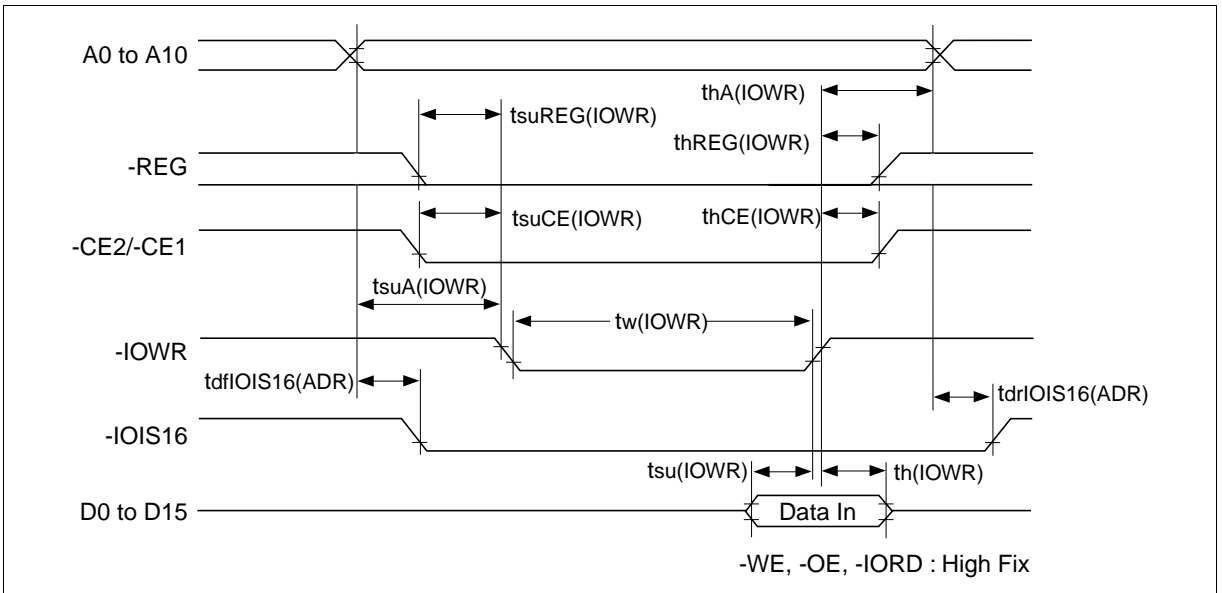 A0 to A10
thA(IOWR)
tsuREG(IOWR)
thREG(IOWR)
-REG
tsuCE(IOWR)
thCE(IOWR)
-CE2/-CE1
tsuA(IOWR)
tw(IOWR)
-IOWR
tdfIOIS16(ADR)
tdrIOIS16(ADR)
-IOIS16
tsu(IOWR)
th(IOWR)
D0 to D15
Data In
-WE, -OE, -IORD : High Fix